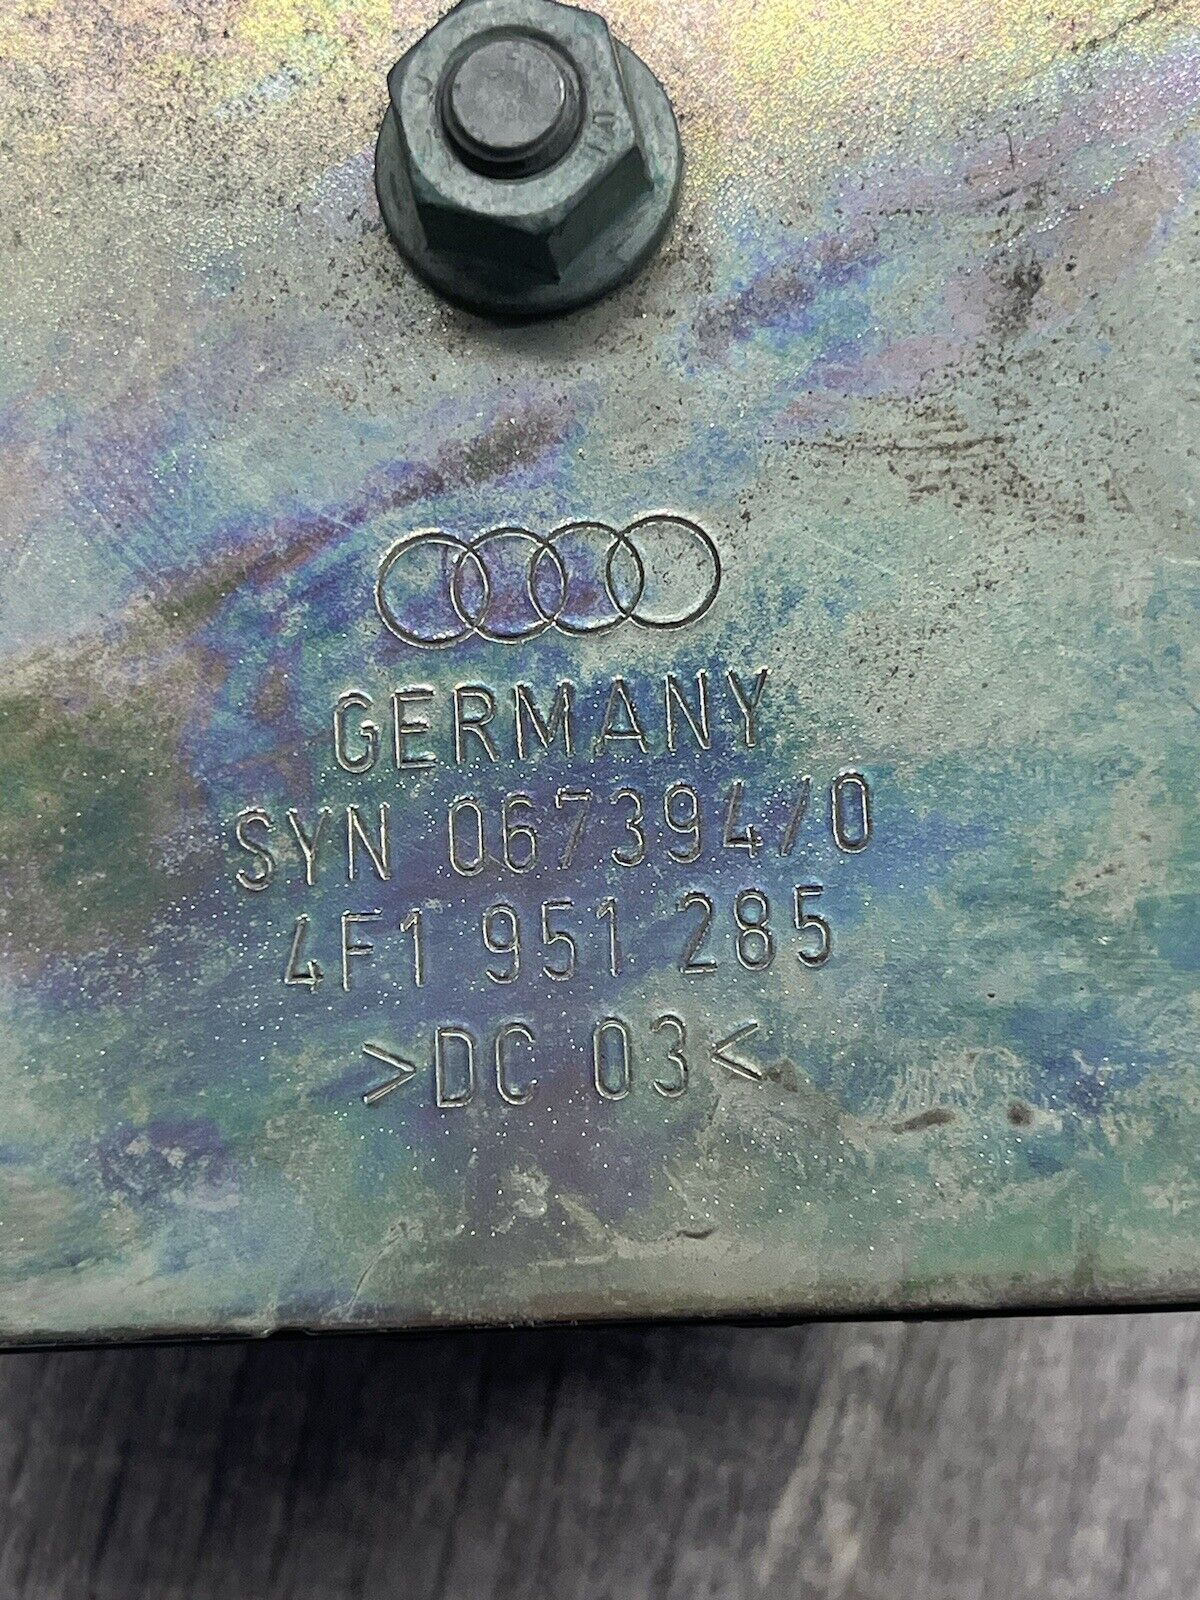 GERMANY
SYN 067394/0
4F1 951 285
>DC 03<